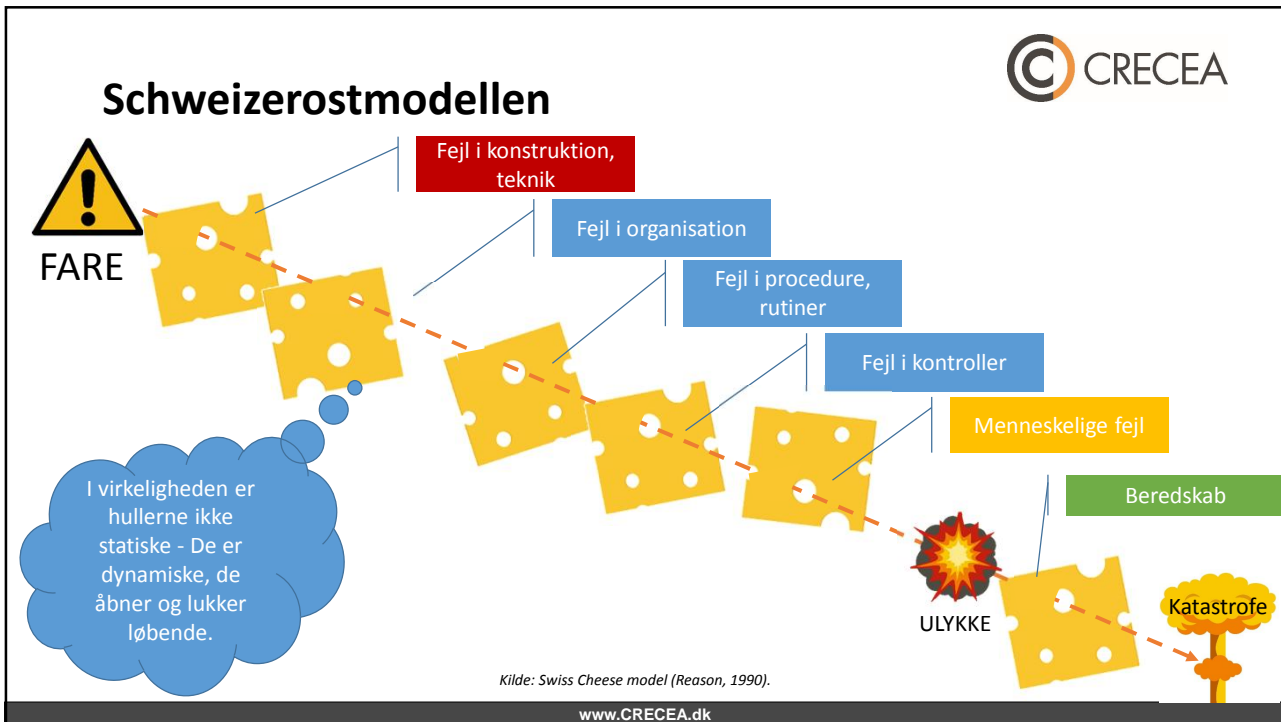 CRECEA
Schweizerostmodellen
Fejl i konstruktion,
teknik
FARE
Fejl i organisation
Fejl i procedure,
rutiner
Fejl i kontroller
Menneskelige fejl
Beredskab
I virkeligheden er
hullerne ikke
statiske - De er
dynamiske, de
åbner og lukker
løbende.
ULYKKE
Katastrofe
Kilde: Swiss Cheese model (Reason, 1990).
www.CRECEA.dk